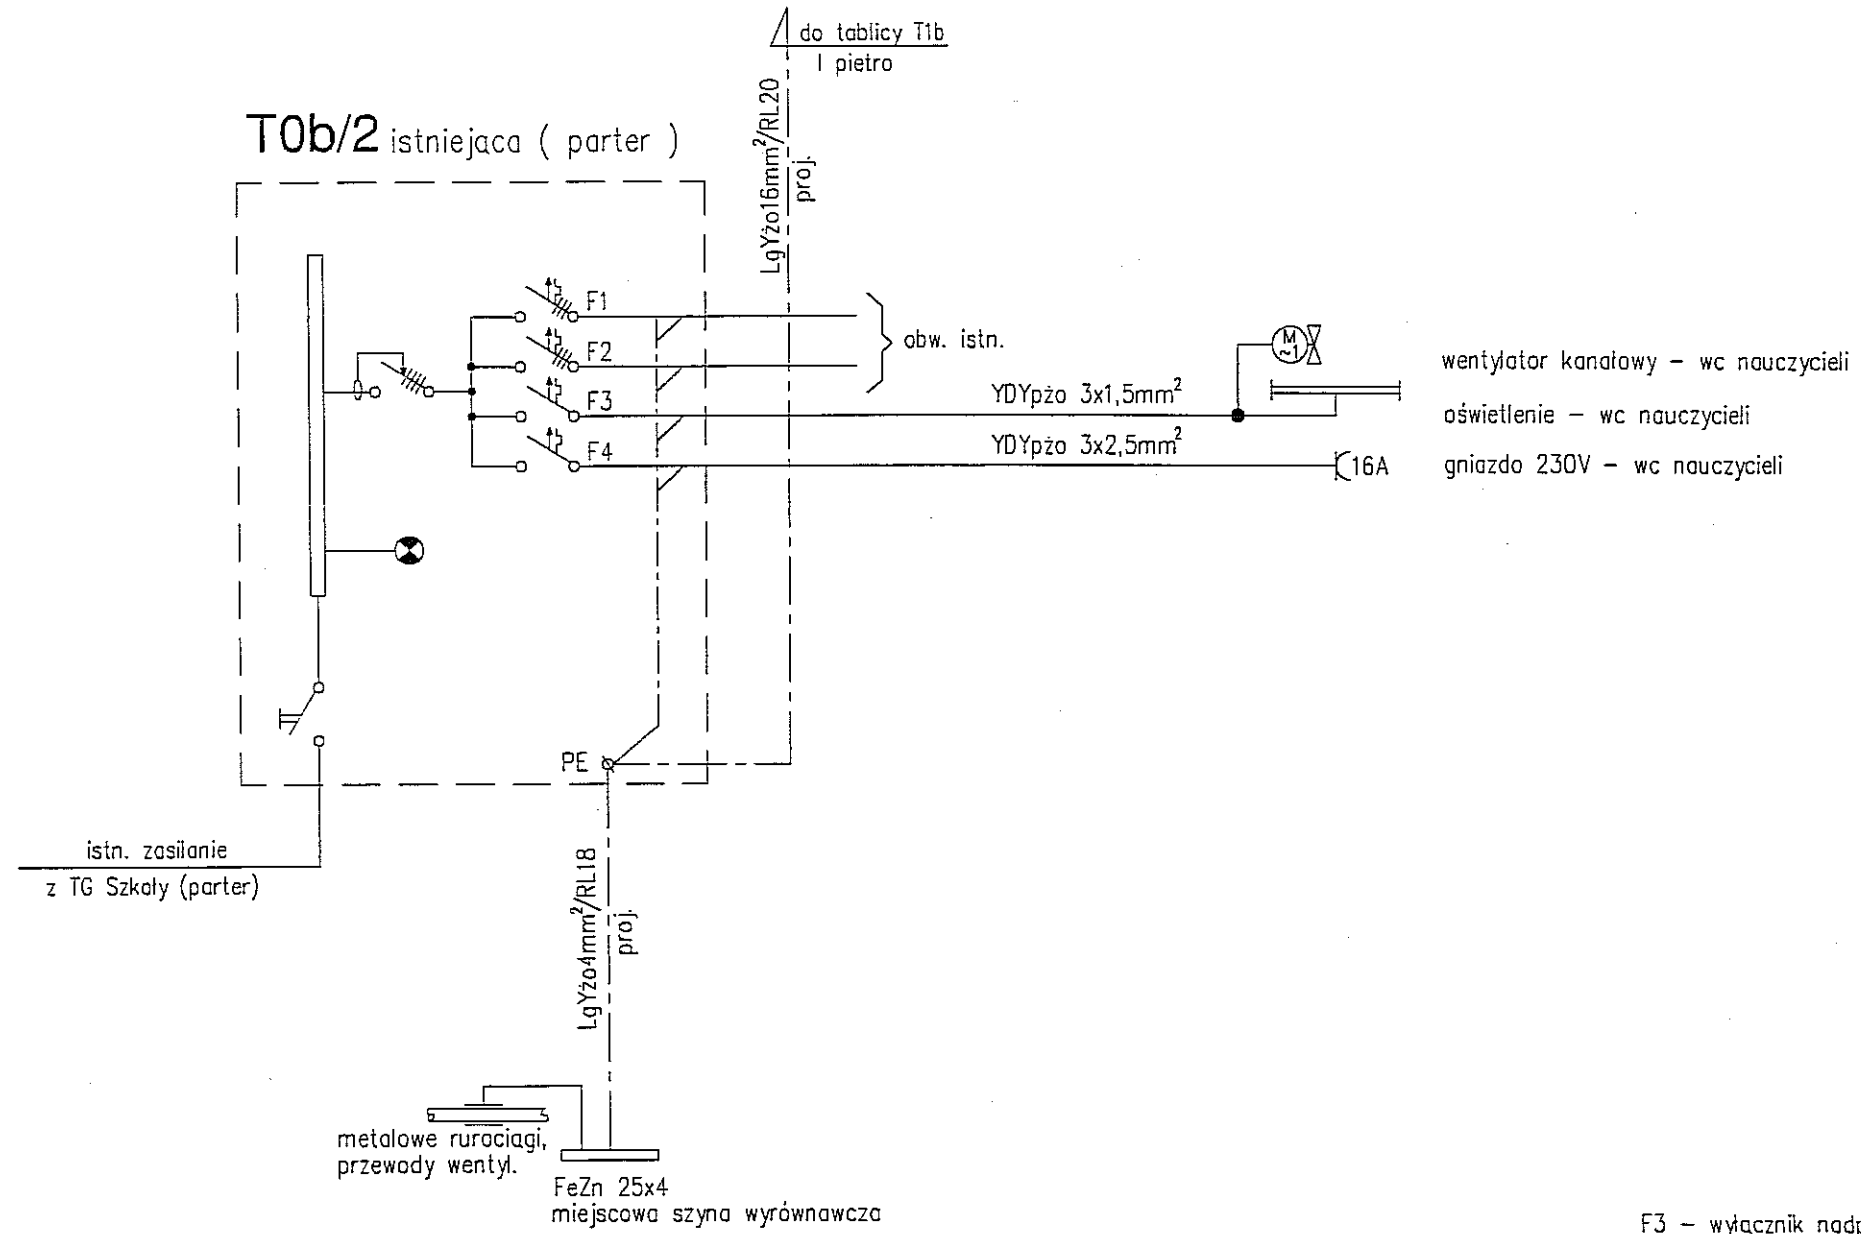 do tablicy T1b
I pietro
LgYżo16mm²/RL20
proj.
T0b/2 istniejaca ( parter )
F1
F2
F3
F4
obw. istn.
YDYpżo 3x1,5mm²
YDYpżo 3x2,5mm²
M
~1
16A
wentylator kanałowy – wc nauczycieli
oświetlenie – wc nauczycieli
gniazdo 230V – wc nauczycieli
PE
istn. zasilanie
z TG Szkoły (parter)
LgYżo4mm²/RL18
proj.
metalowe rurociągi,
przewody wentyl.
FeZn 25x4
miejscowa szyna wyrównawcza
F3 – wyłacznik